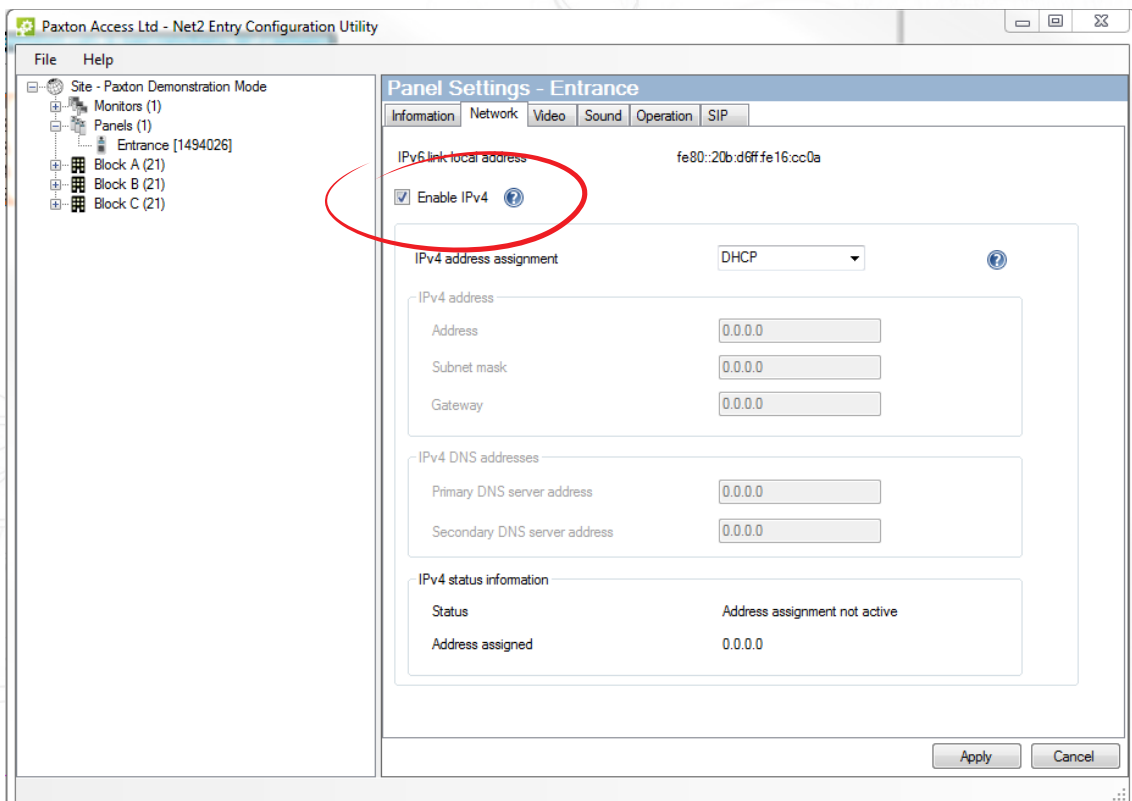 Paxton Access Ltd - Net2 Entry Configuration Utility
File Help
Site - Paxton Demonstration Mode
Monitors (1)
Panels (1)
Entrance [1494026]
Block A (21)
Block B (21)
Block C (21)
Panel Settings - Entrance
Information Network Video Sound Operation SIP
IPv6 link local address fe80::20b:d6ff:fe16:cc0a
Enable IPv4
IPv4 address assignment DHCP
IPv4 address
Address 0.0.0.0
Subnet mask 0.0.0.0
Gateway 0.0.0.0
IPv4 DNS addresses
Primary DNS server address 0.0.0.0
Secondary DNS server address 0.0.0.0
IPv4 status information
Status Address assignment not active
Address assigned 0.0.0.0
Apply Cancel